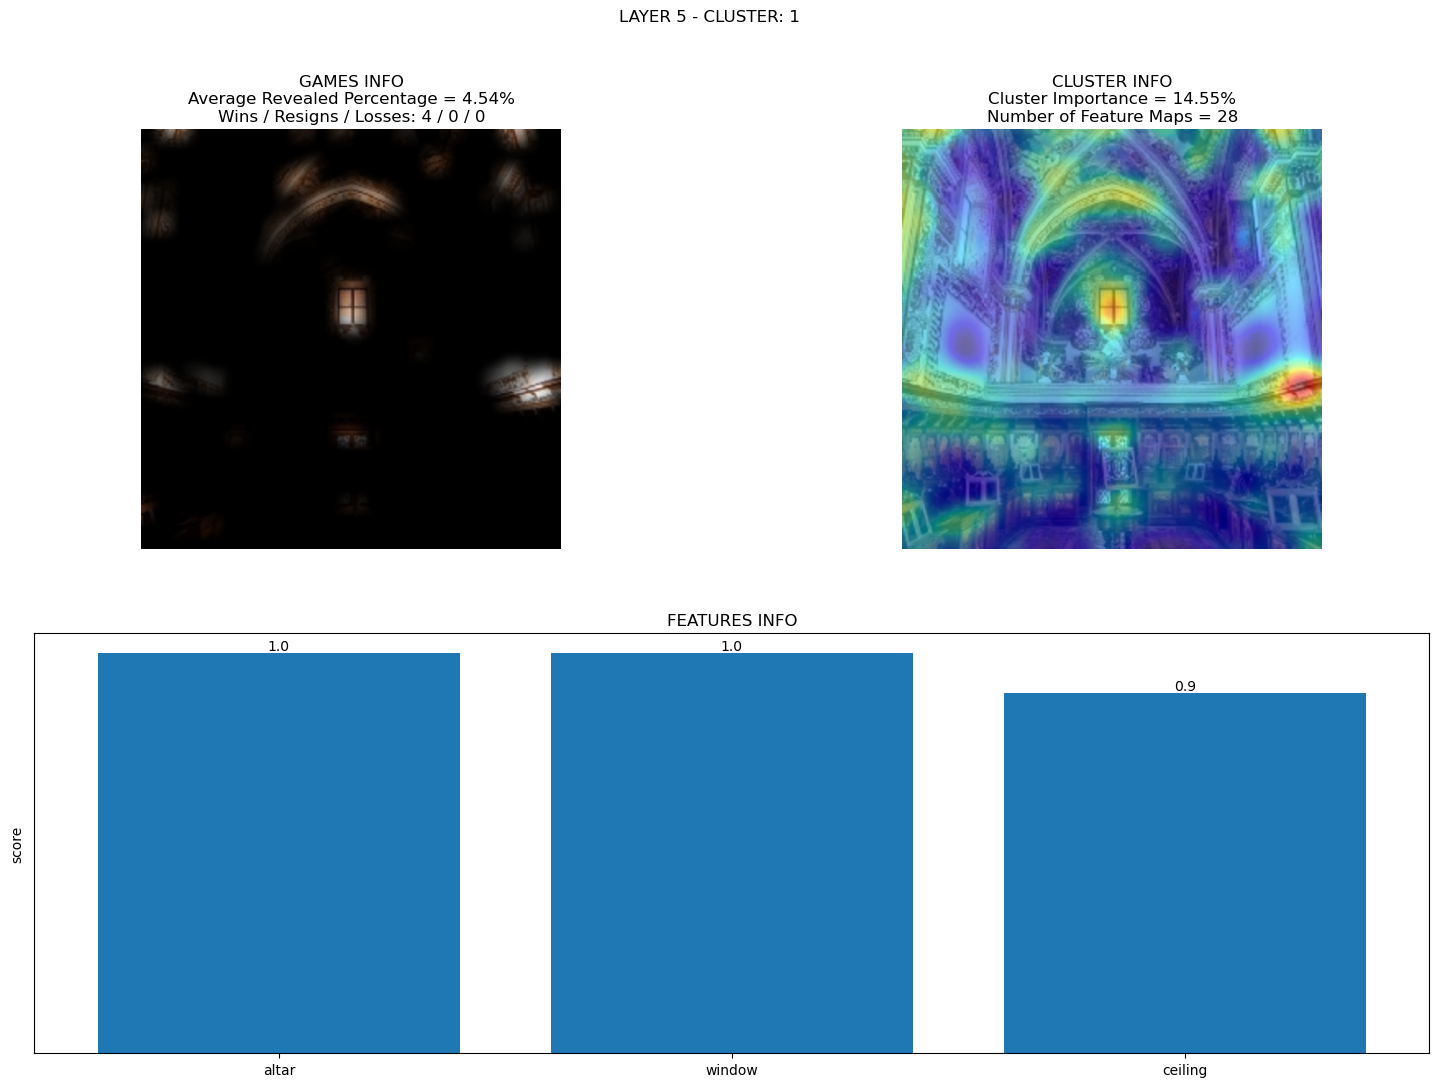 LAYER 5 - CLUSTER: 1
GAMES INFO
Average Revealed Percentage = 4.54%
Wins / Resigns / Losses: 4 / 0 / 0
CLUSTER INFO
Cluster Importance = 14.55%
Number of Feature Maps = 28
FEATURES INFO
1.0
1.0
0.9
score
altar
window
ceiling